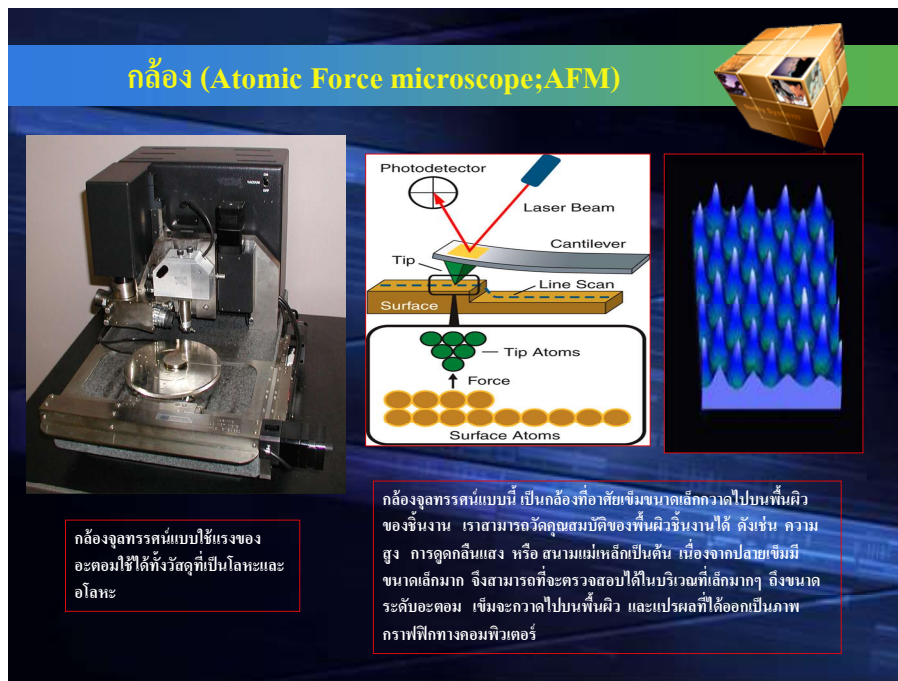 กล้อง (Atomic Force microscope;AFM)
VACUUM
ON
OFF
Photodetector
Laser Beam
Cantilever
Tip
Line Scan
Surface
Tip Atoms
Force
Surface Atoms
กล้องจุลทรรศน์แบบใช้แรงของ
อะตอมใช้ได้ทั้งวัสดุที่เป็นโลหะและ
อโลหะ
กล้องจุลทรรศน์แบบนี้ เป็นกล้องที่อาศัยเข็มขนาดเล็กกวาดไปบนพื้นผิว
ของชิ้นงาน เราสามารถวัดคุณสมบัติของพื้นผิวชิ้นงานได้ ดังเช่น ความ
สูง การดูดกลืนแสง หรือ สนามแม่เหล็กเป็นต้น เนื่องจากปลายเข็มมี
ขนาดเล็กมาก จึงสามารถที่จะตรวจสอบได้ในบริเวณที่เล็กมากๆ ถึงขนาด
ระดับอะตอม เข็มจะกวาดไปบนพื้นผิว และแปรผลที่ได้ออกเป็นภาพ
กราฟฟิกทางคอมพิวเตอร์